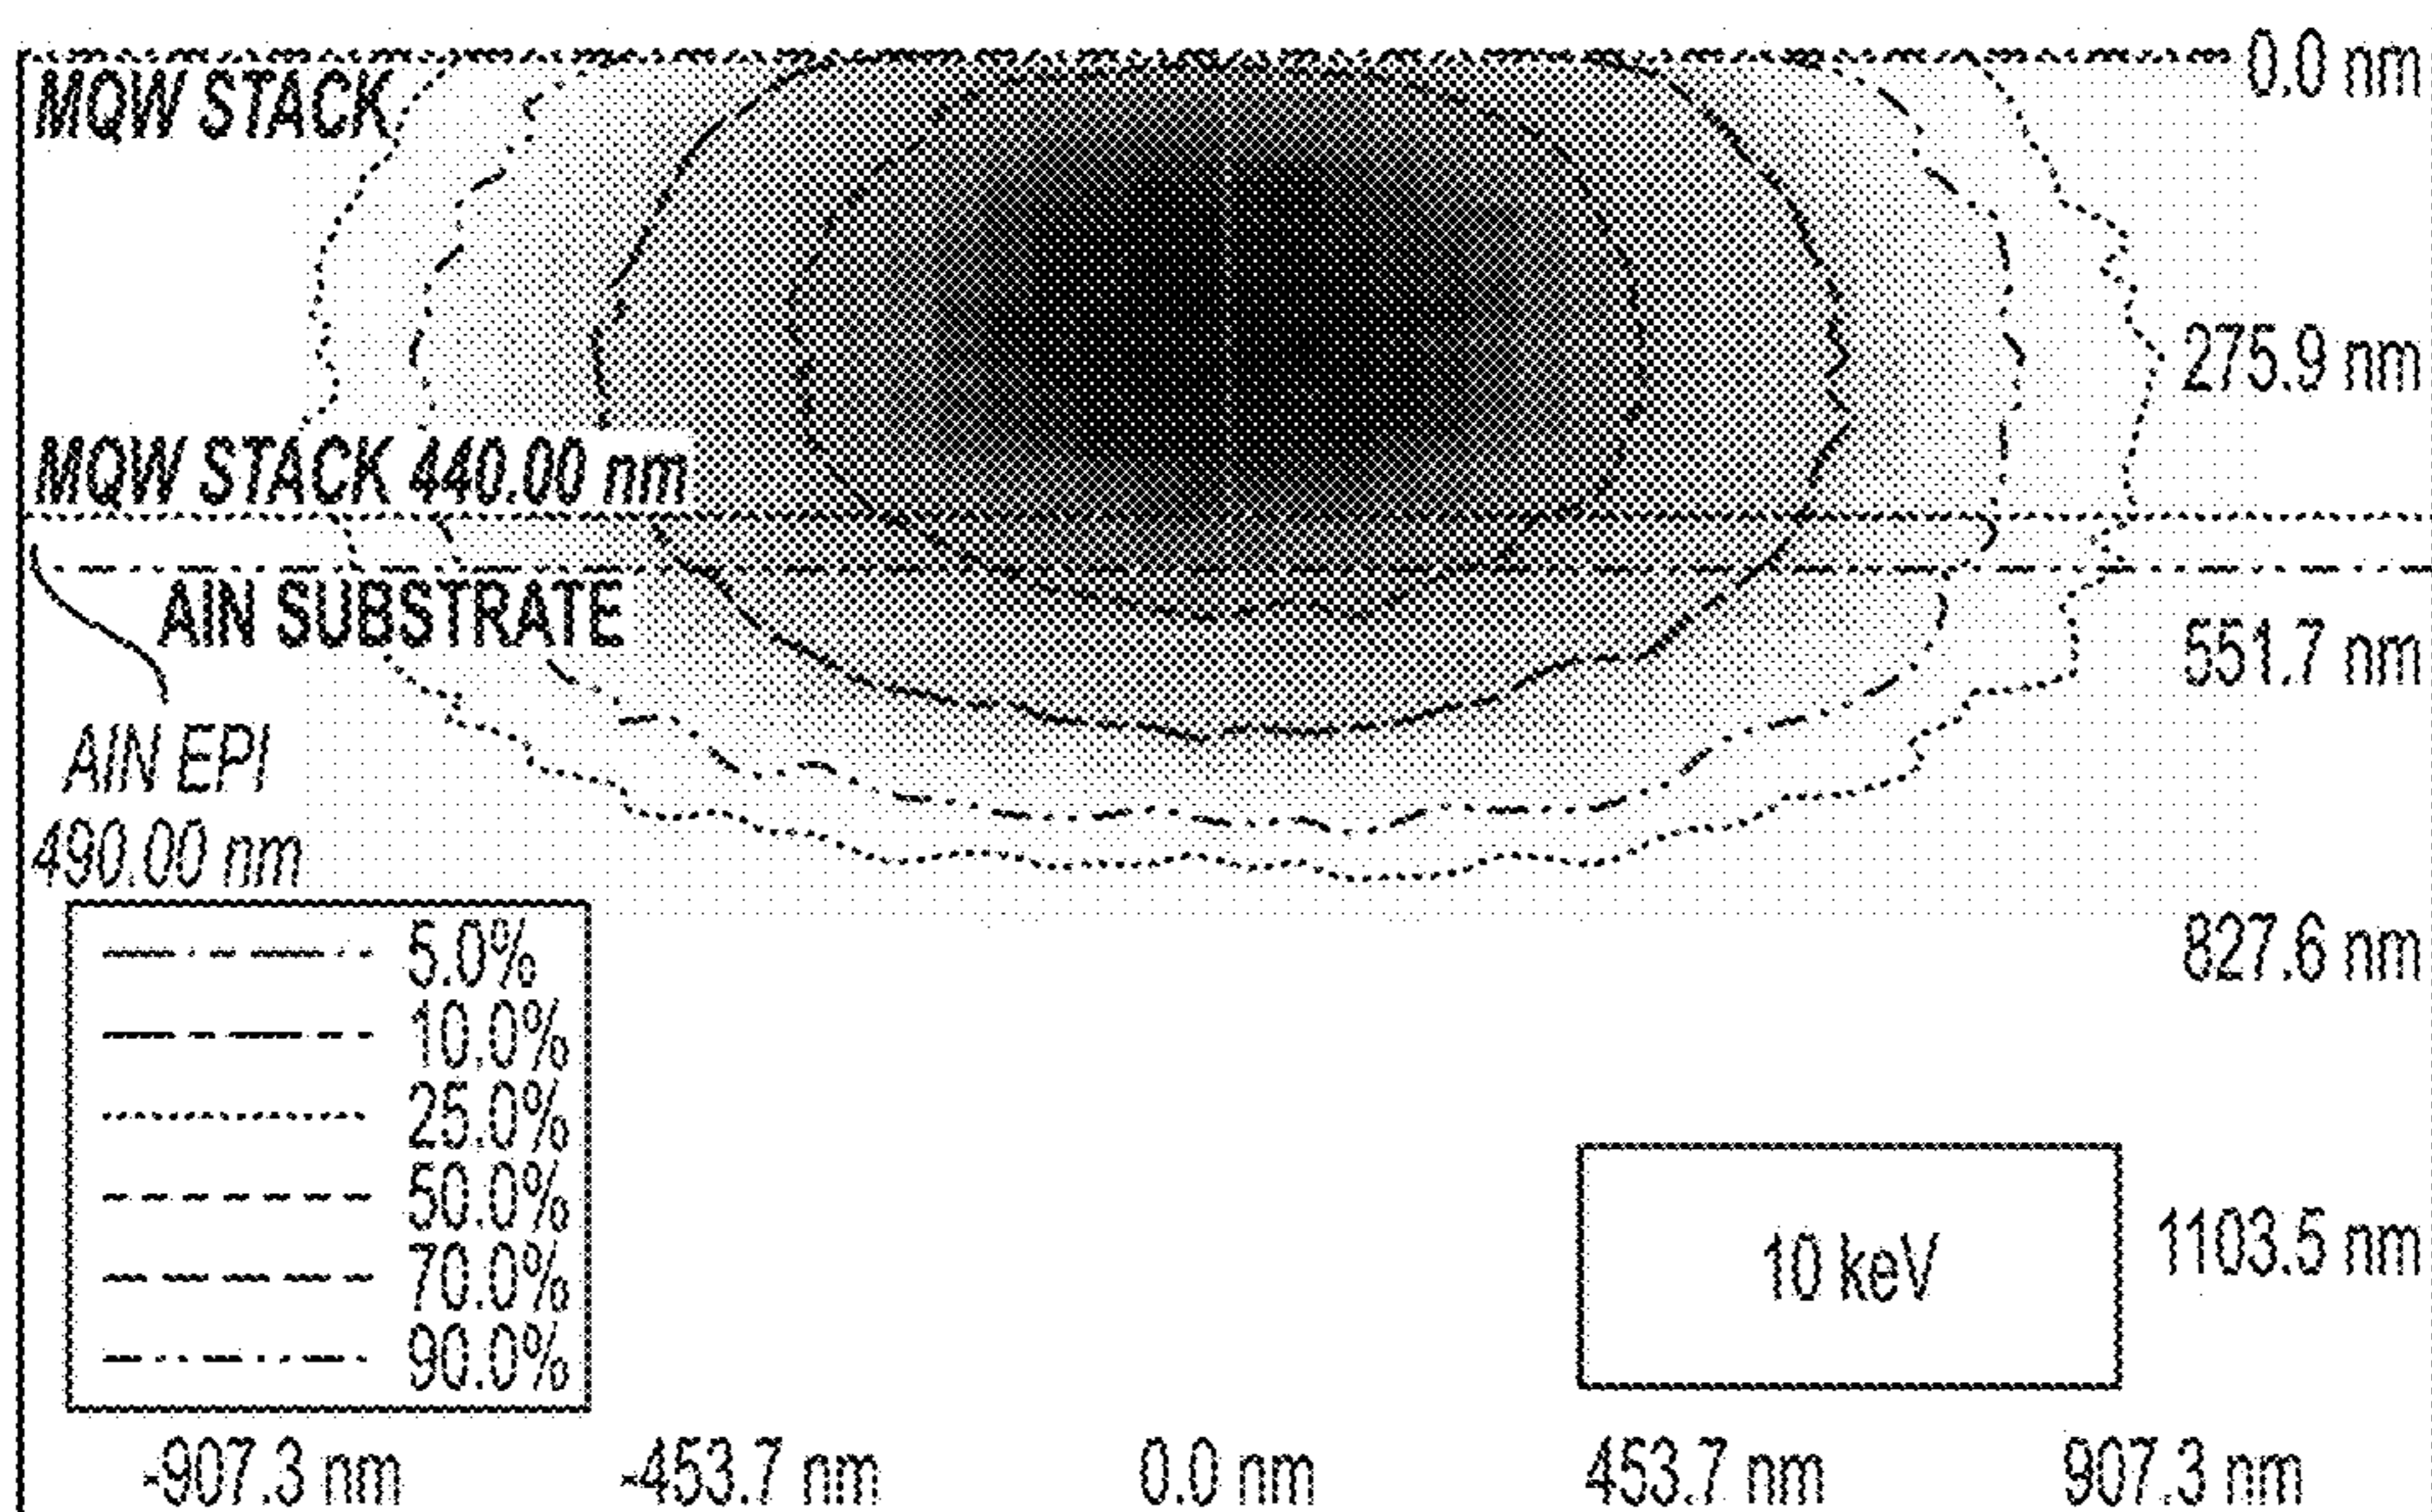 0.0 nm
MQW STACK
275.9 nm
MQW STACK 440.00 nm
AlN SUBSTRATE
551.7 nm
AlN EPI
490.00 nm
827.6 nm
5.0%
10.0%
25.0%
50.0%
70.0%
90.0%
10 keV
1103.5 nm
-907.3 nm -453.7 nm 0.0 nm 453.7 nm 907.3 nm